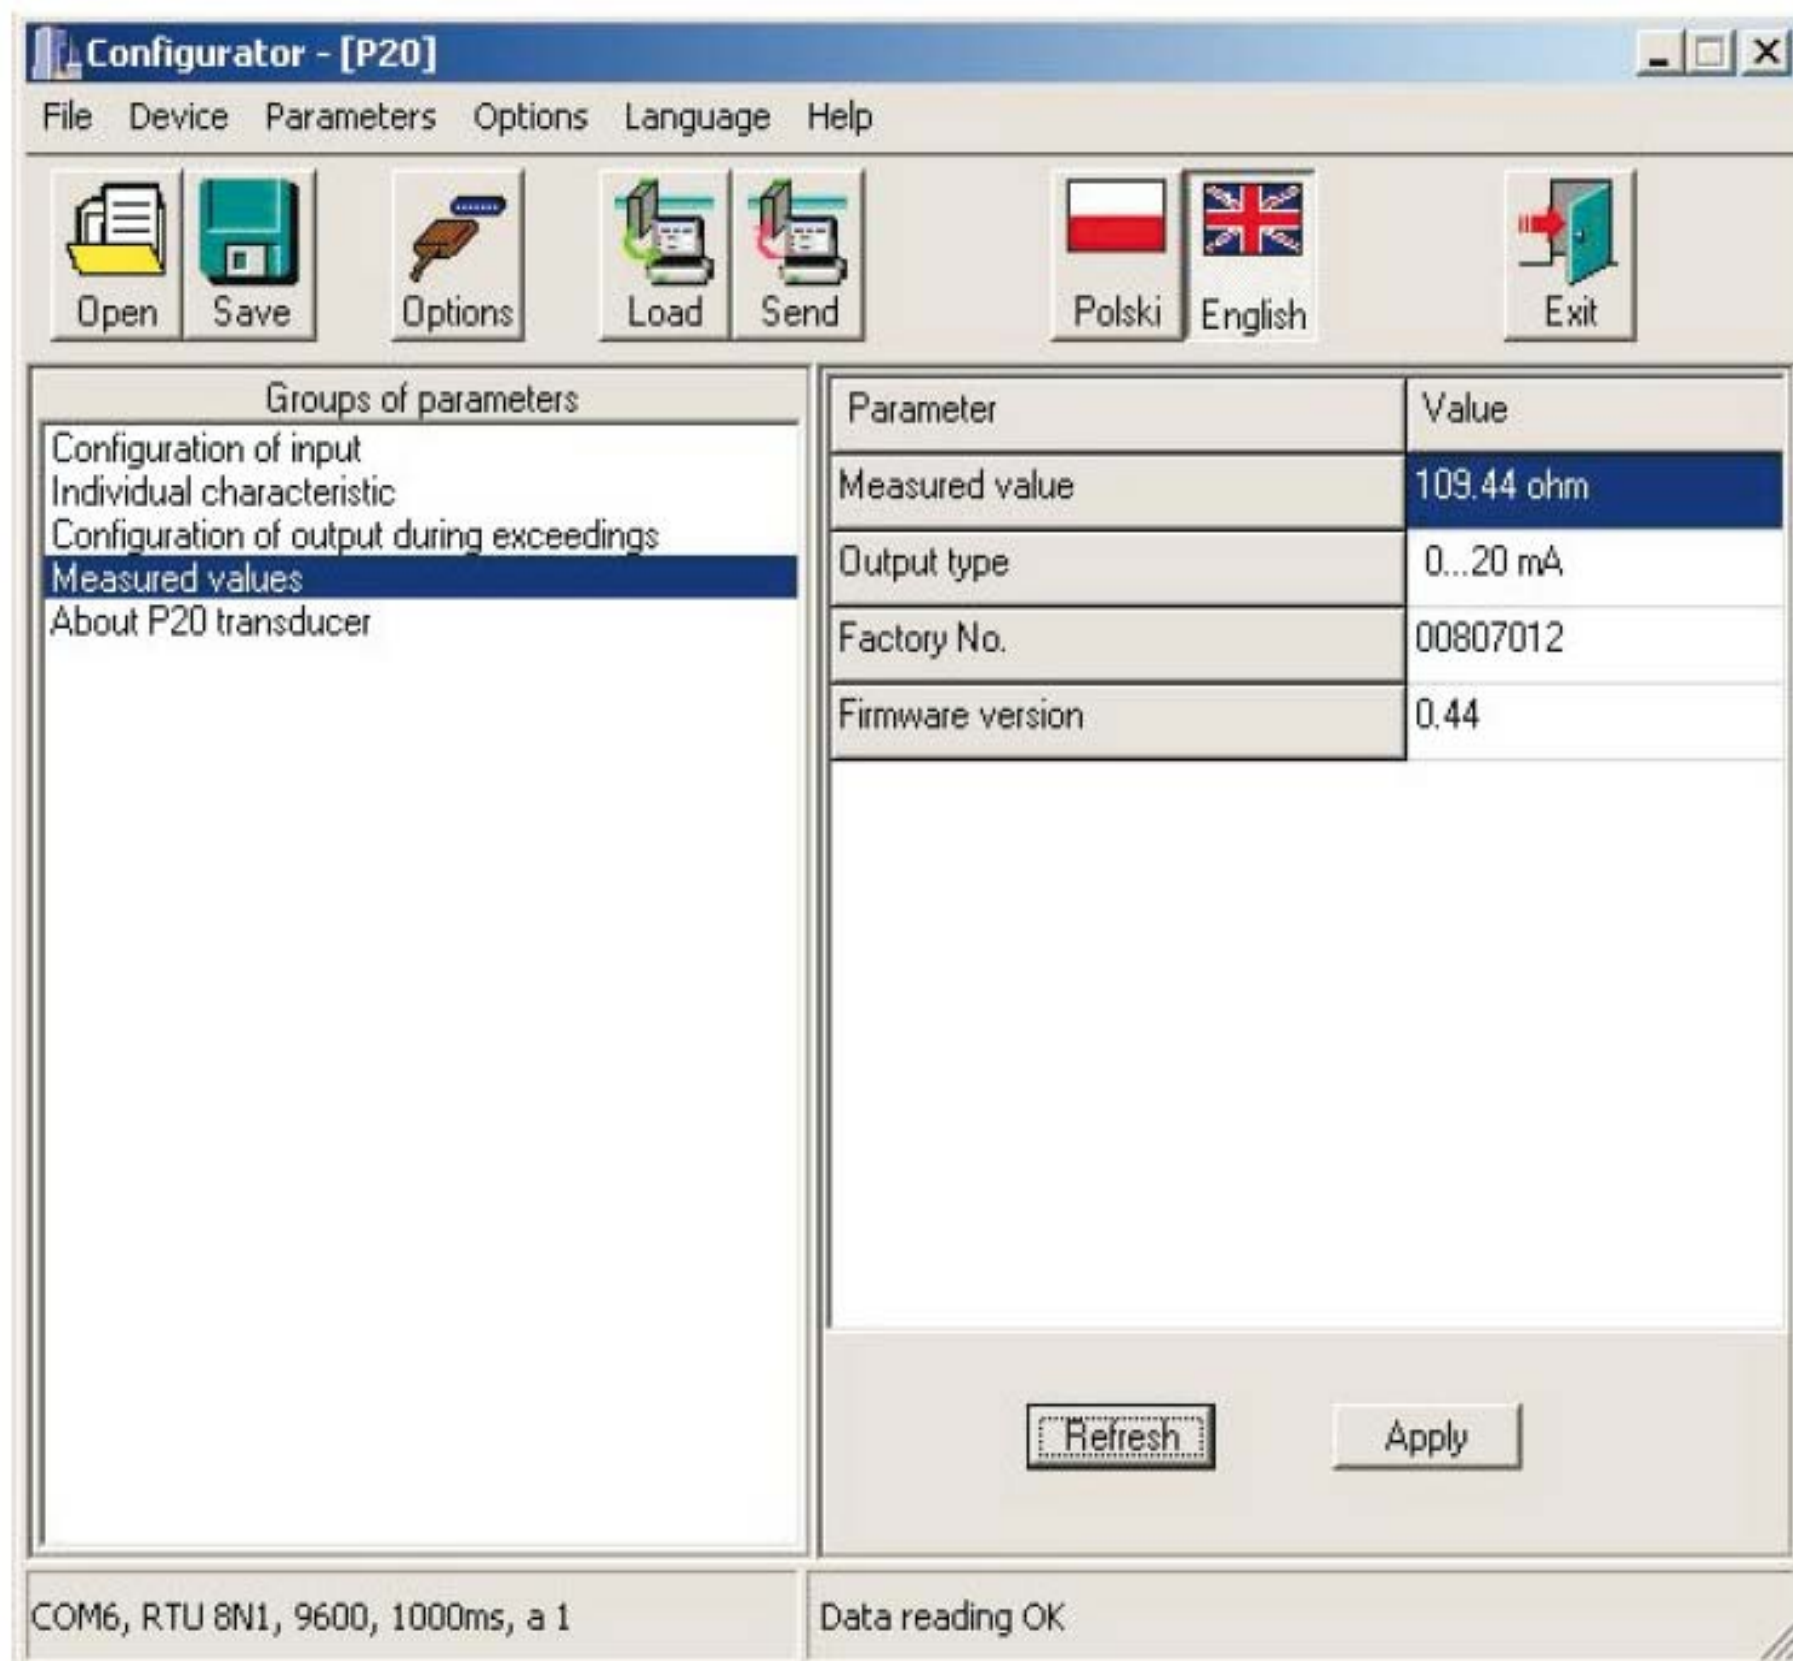 Configurator - [P20]
File Device Parameters Options Language Help
Open Save Options Load Send Polski English Exit
Groups of parameters
Configuration of input
Individual characteristic
Configuration of output during exceedings
Measured values
About P20 transducer
Parameter Value
Measured value 109.44 ohm
Output type 0...20 mA
Factory No. 00807012
Firmware version 0.44
Refresh Apply
COM6, RTU 8N1, 9600, 1000ms, a 1 Data reading OK